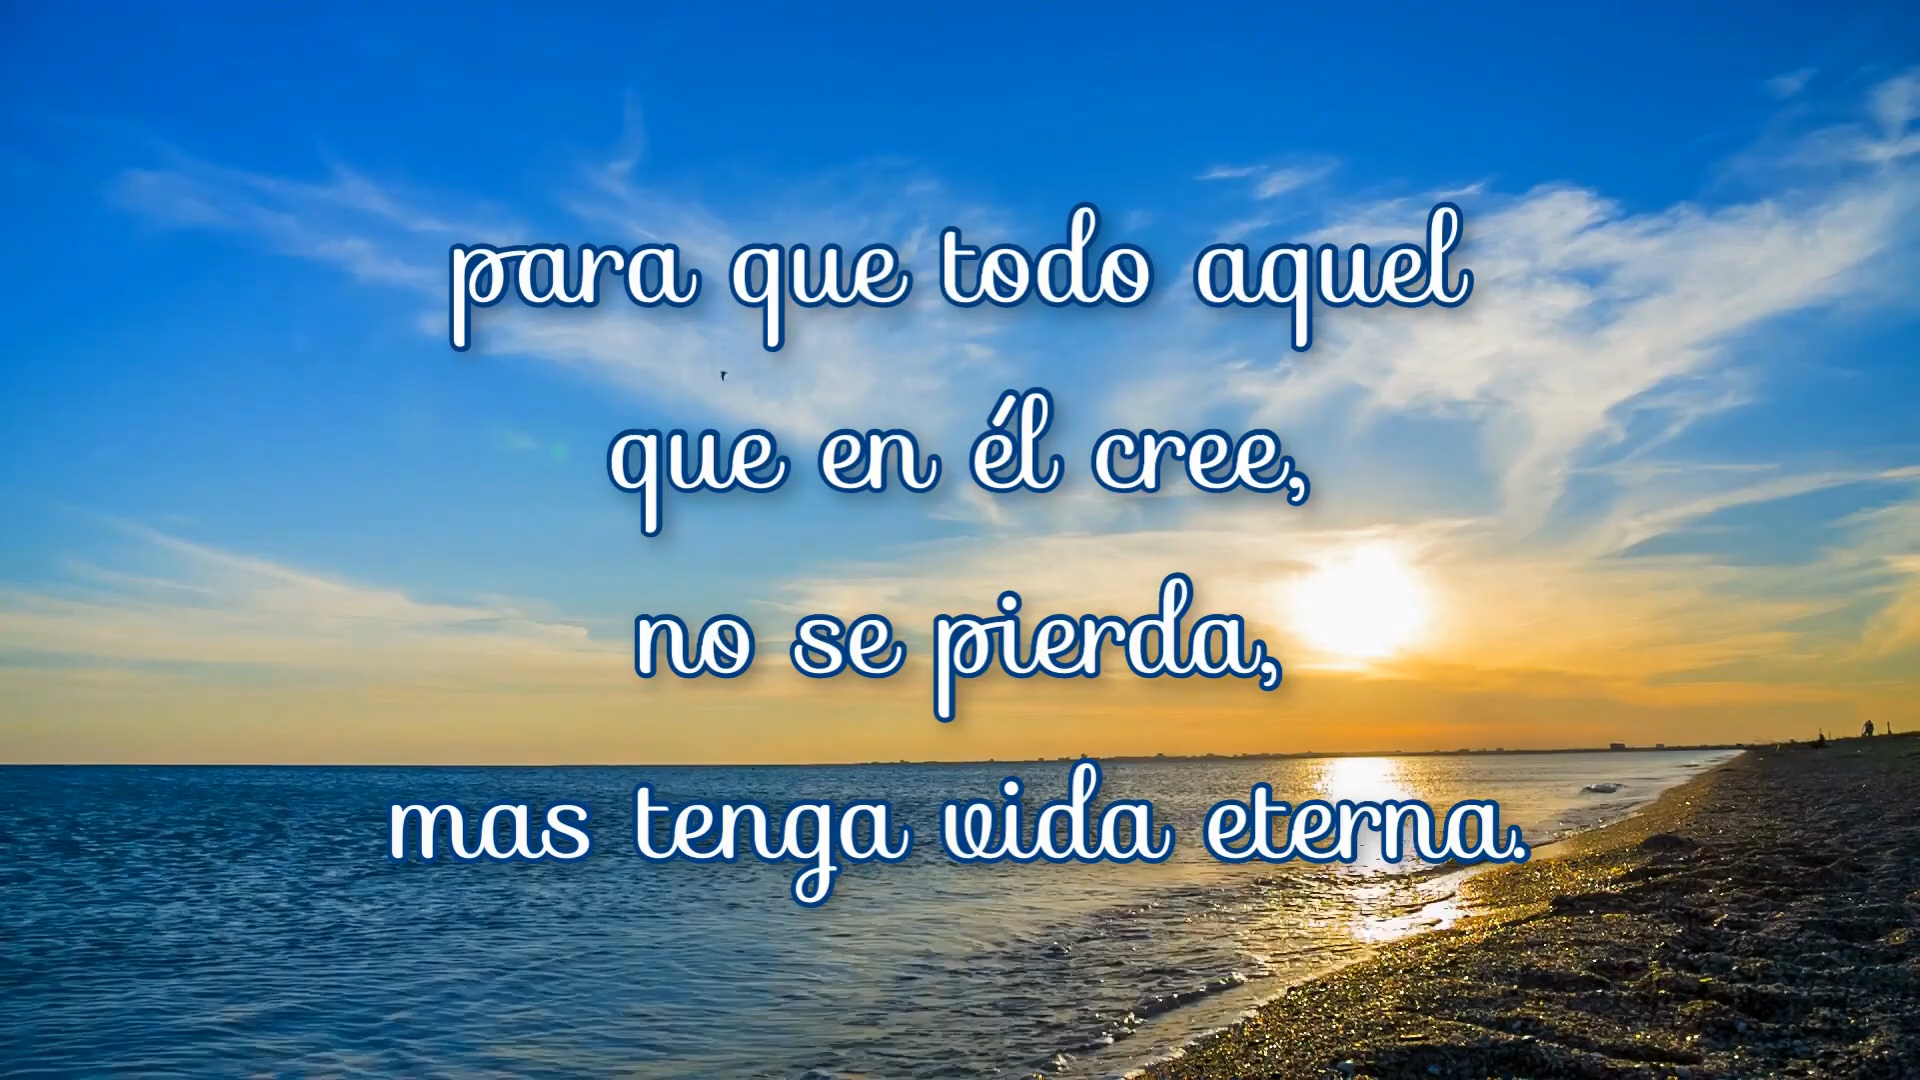 para que todo aquel
que en él cree,
no se pierda,
mas tenga vida eterna.